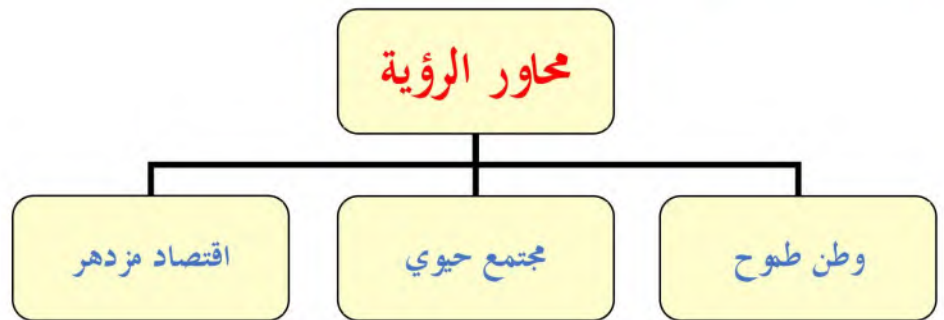 محاور الرؤية
وطن طموح
مجتمع حيوي
اقتصاد مزدهر